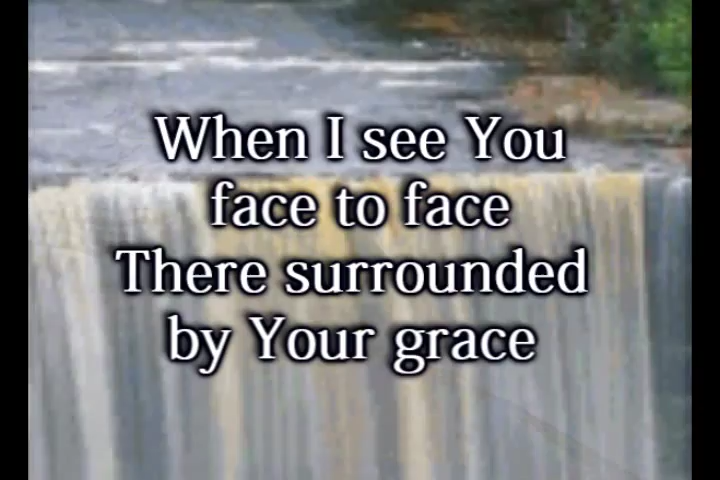 When I see You
face to face
There surrounded
by Your grace